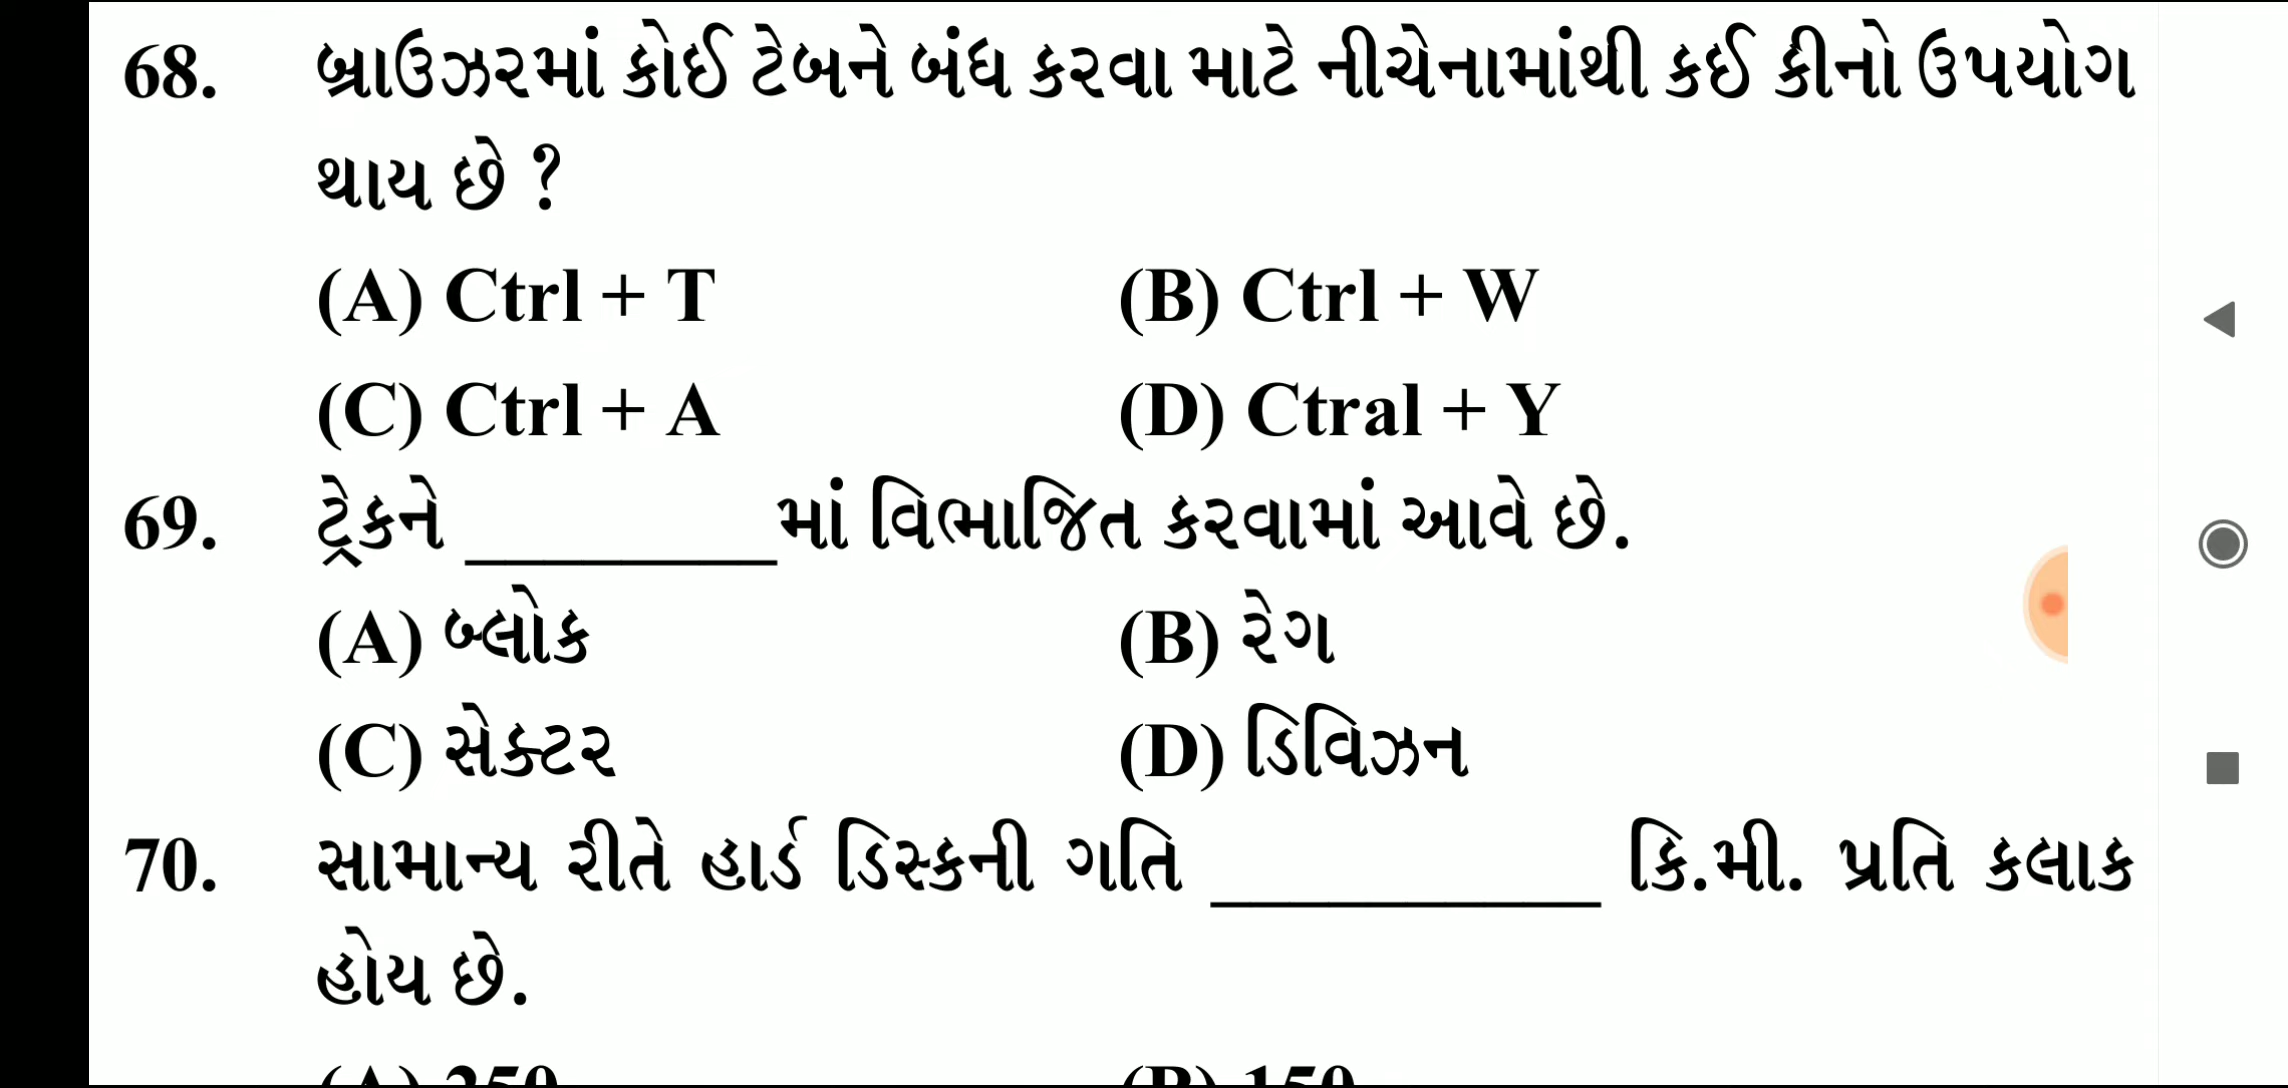 68. બ્રાઉઝરમાં કોઈ ટેબને બંધ કરવા માટે નીચેનામાંથી કઈ કીનો ઉપયોગ
થાય છે ?
(A) Ctrl + T (B) Ctrl + W
(C) Ctrl + A (D) Ctral + Y
69. ટ્રેકને ________માં વિભાજિત કરવામાં આવે છે.
(A) બ્લોક (B) રેગ
(C) સેક્ટર (D) ડિવિઝન
70. સામાન્ય રીતે હાર્ડ ડિસ્કની ગતિ __________ કિ.મી. પ્રતિ કલાક
હોય છે.